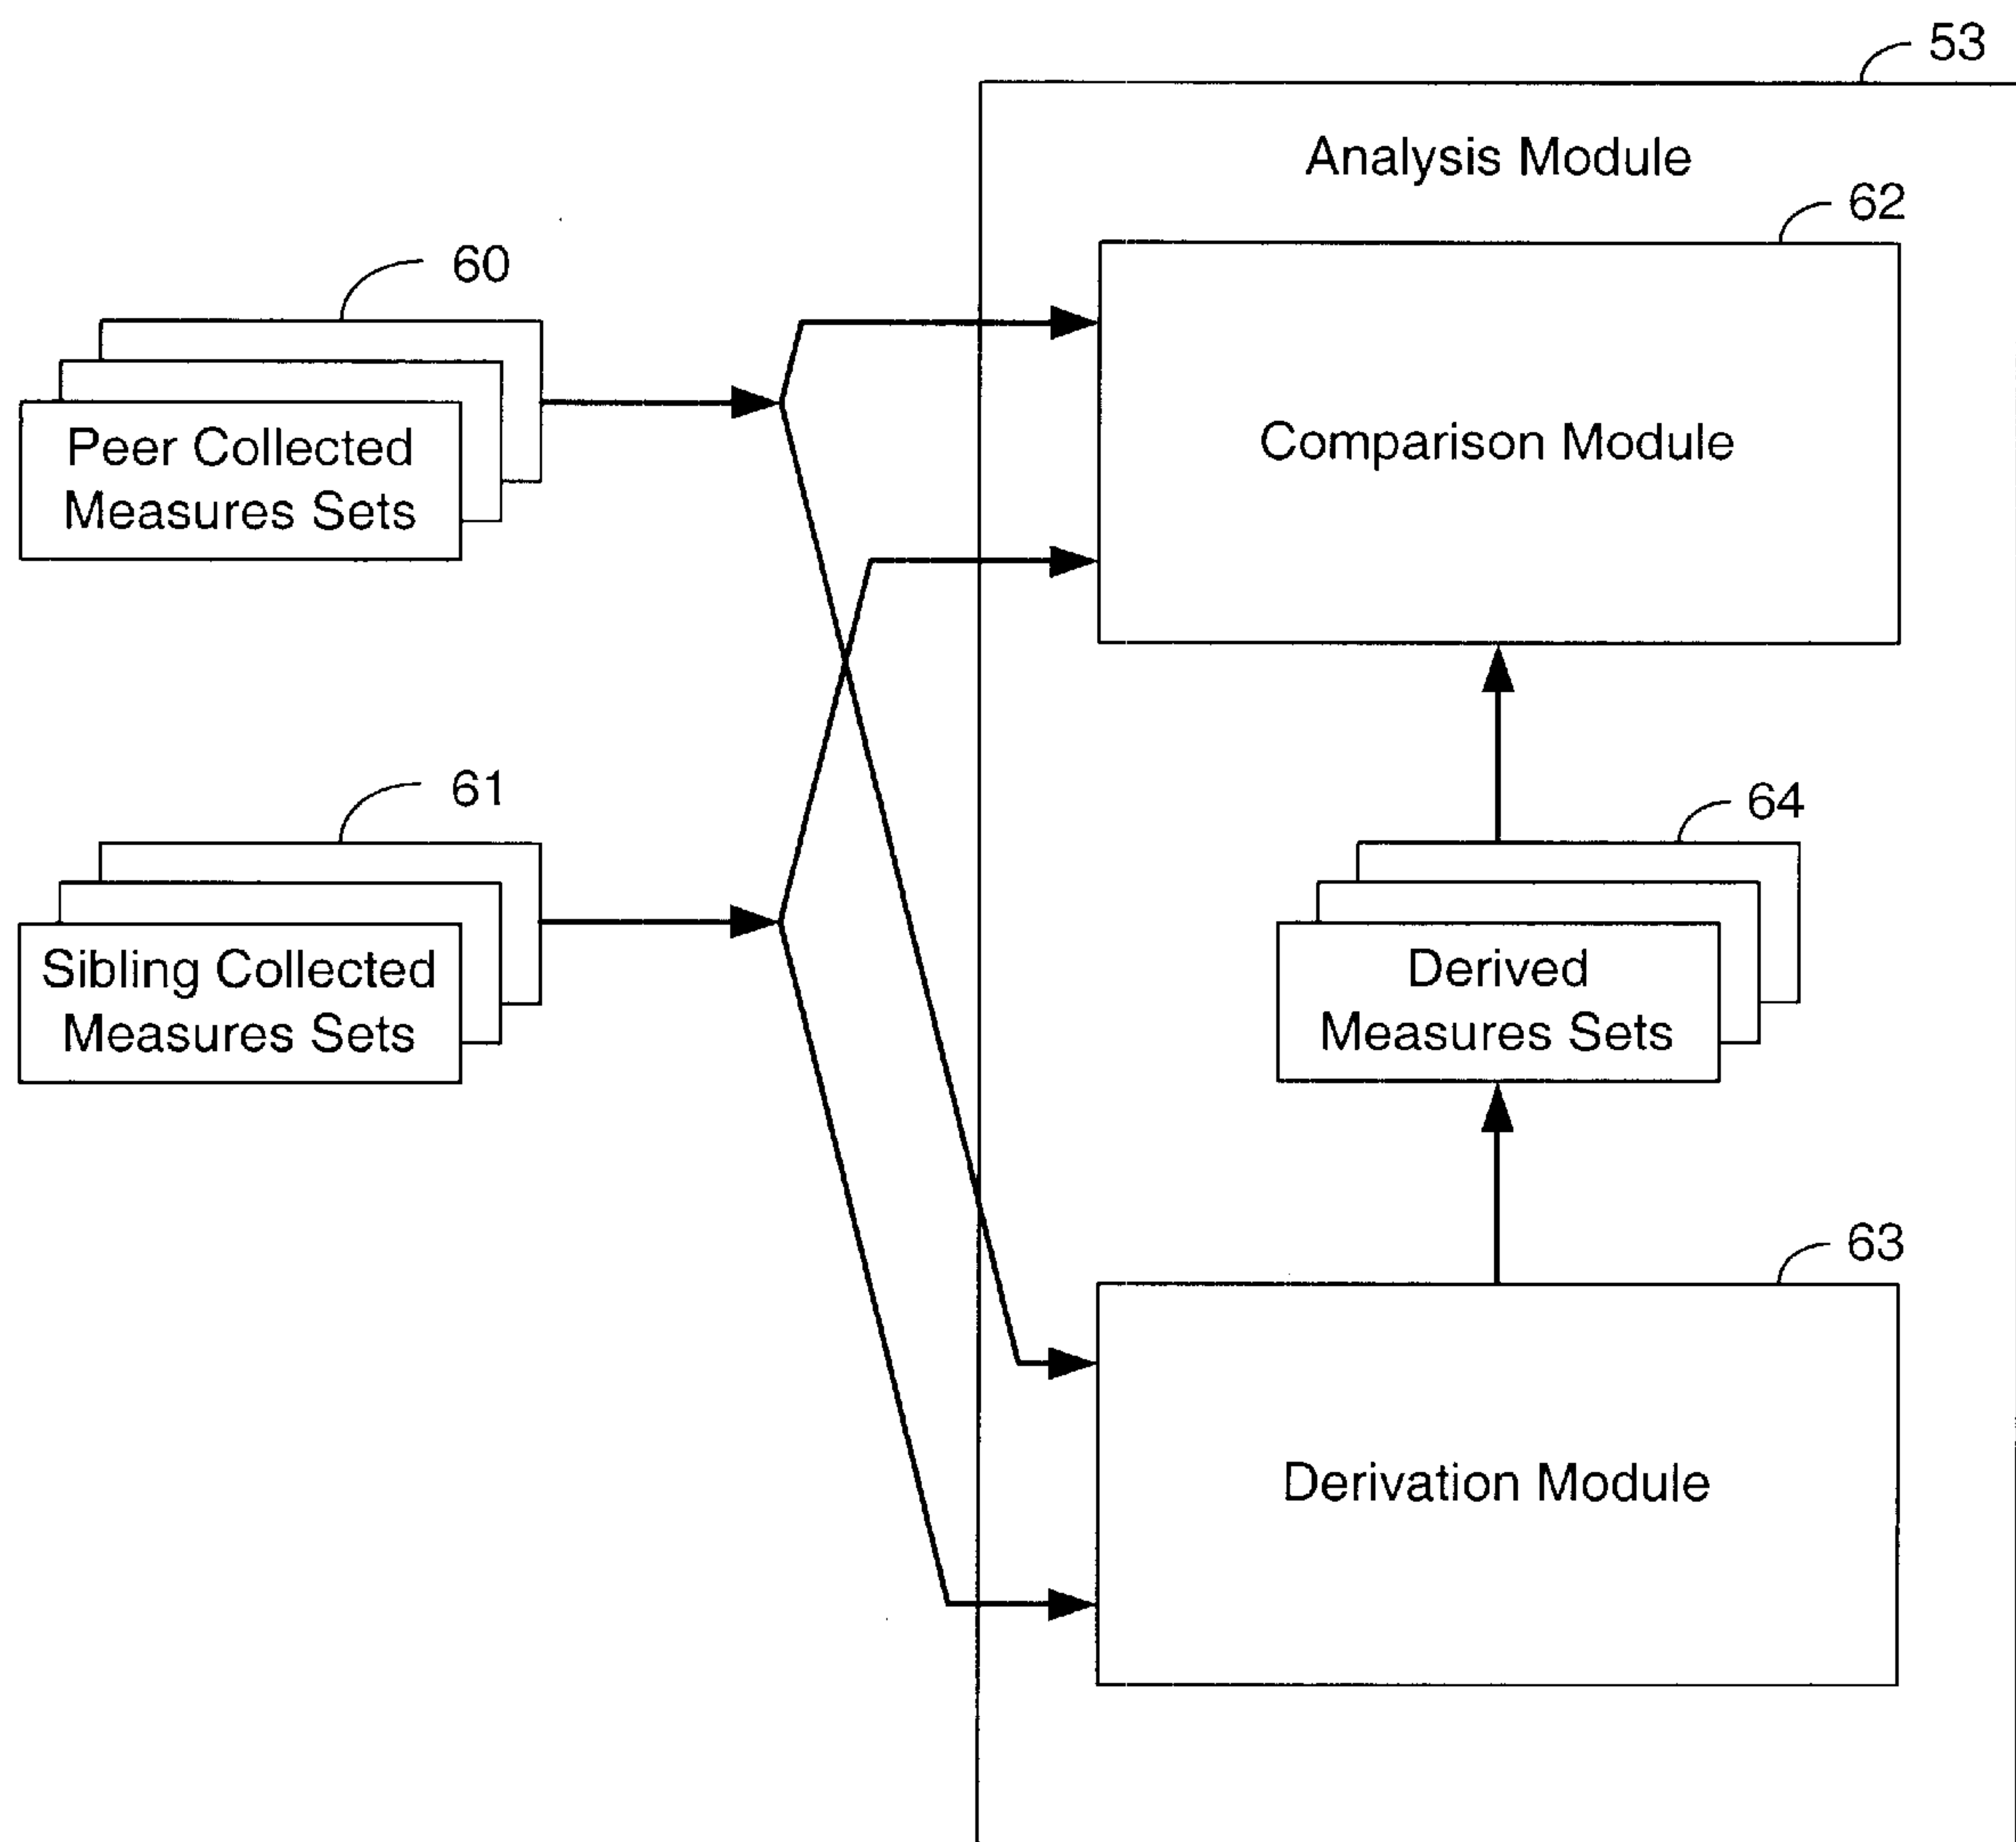 53
Analysis Module
62
60
Comparison Module
Peer Collected
Measures Sets
61
64
Sibling Collected
Measures Sets
Derived
Measures Sets
63
Derivation Module